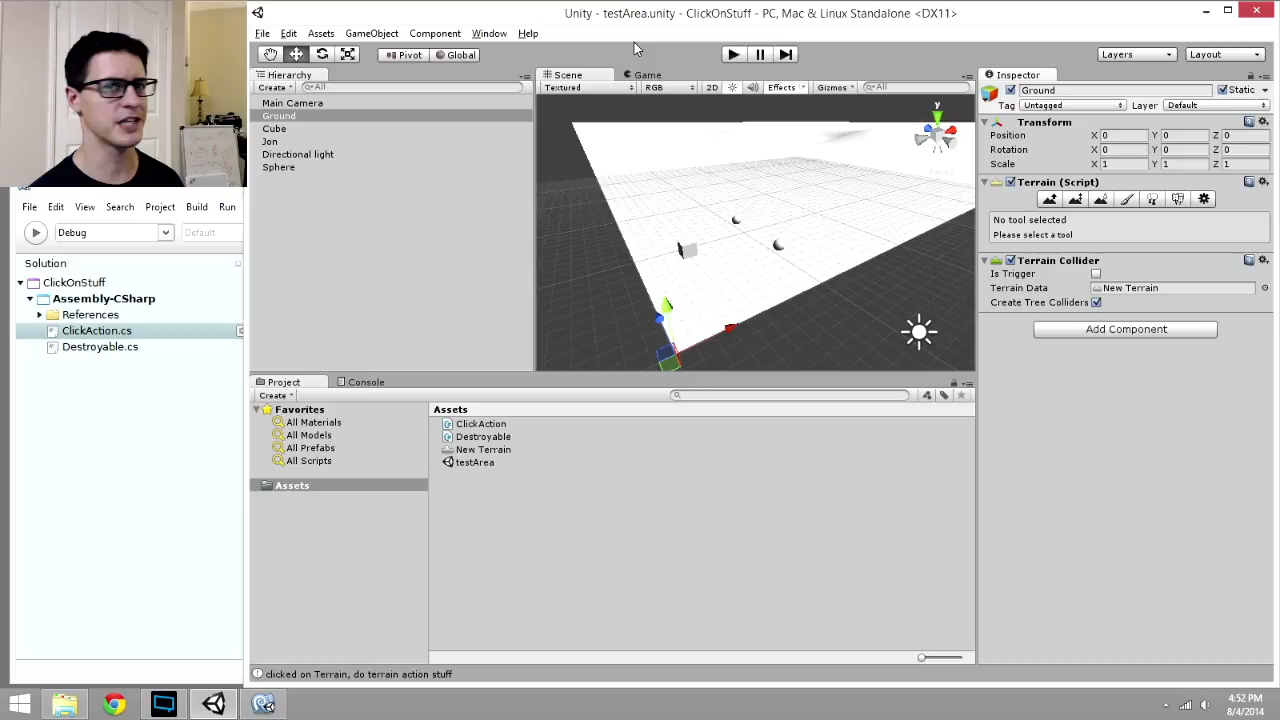 Unity - testArea.unity - ClickOnStuff - PC, Mac & Linux Standalone <DX11>
File Edit Assets GameObject Component Window Help
Pivot Global Layers Layout
Hierarchy
Create All
Main Camera
Ground
Cube
Jon
Directional light
Sphere
Scene Game
Textured RGB 2D Effects Gizmos All
y
Inspector
Ground Static
Tag Untagged Layer Default
Transform
Position X 0 Y 0 Z 0
Rotation X 0 Y 0 Z 0
Scale X 1 Y 1 Z 1
Terrain (Script)
No tool selected
Please select a tool
Terrain Collider
Is Trigger
Terrain Data New Terrain
Create Tree Colliders
Add Component
File Edit View Search Project Build Run
Debug Default
Solution
ClickOnStuff
Assembly-CSharp
References
ClickAction.cs
Destroyable.cs
Project Console
Create
Favorites
All Materials
All Models
All Prefabs
All Scripts
Assets
Assets
ClickAction
Destroyable
New Terrain
testArea
clicked on Terrain, do terrain action stuff
4:52 PM
8/4/2014